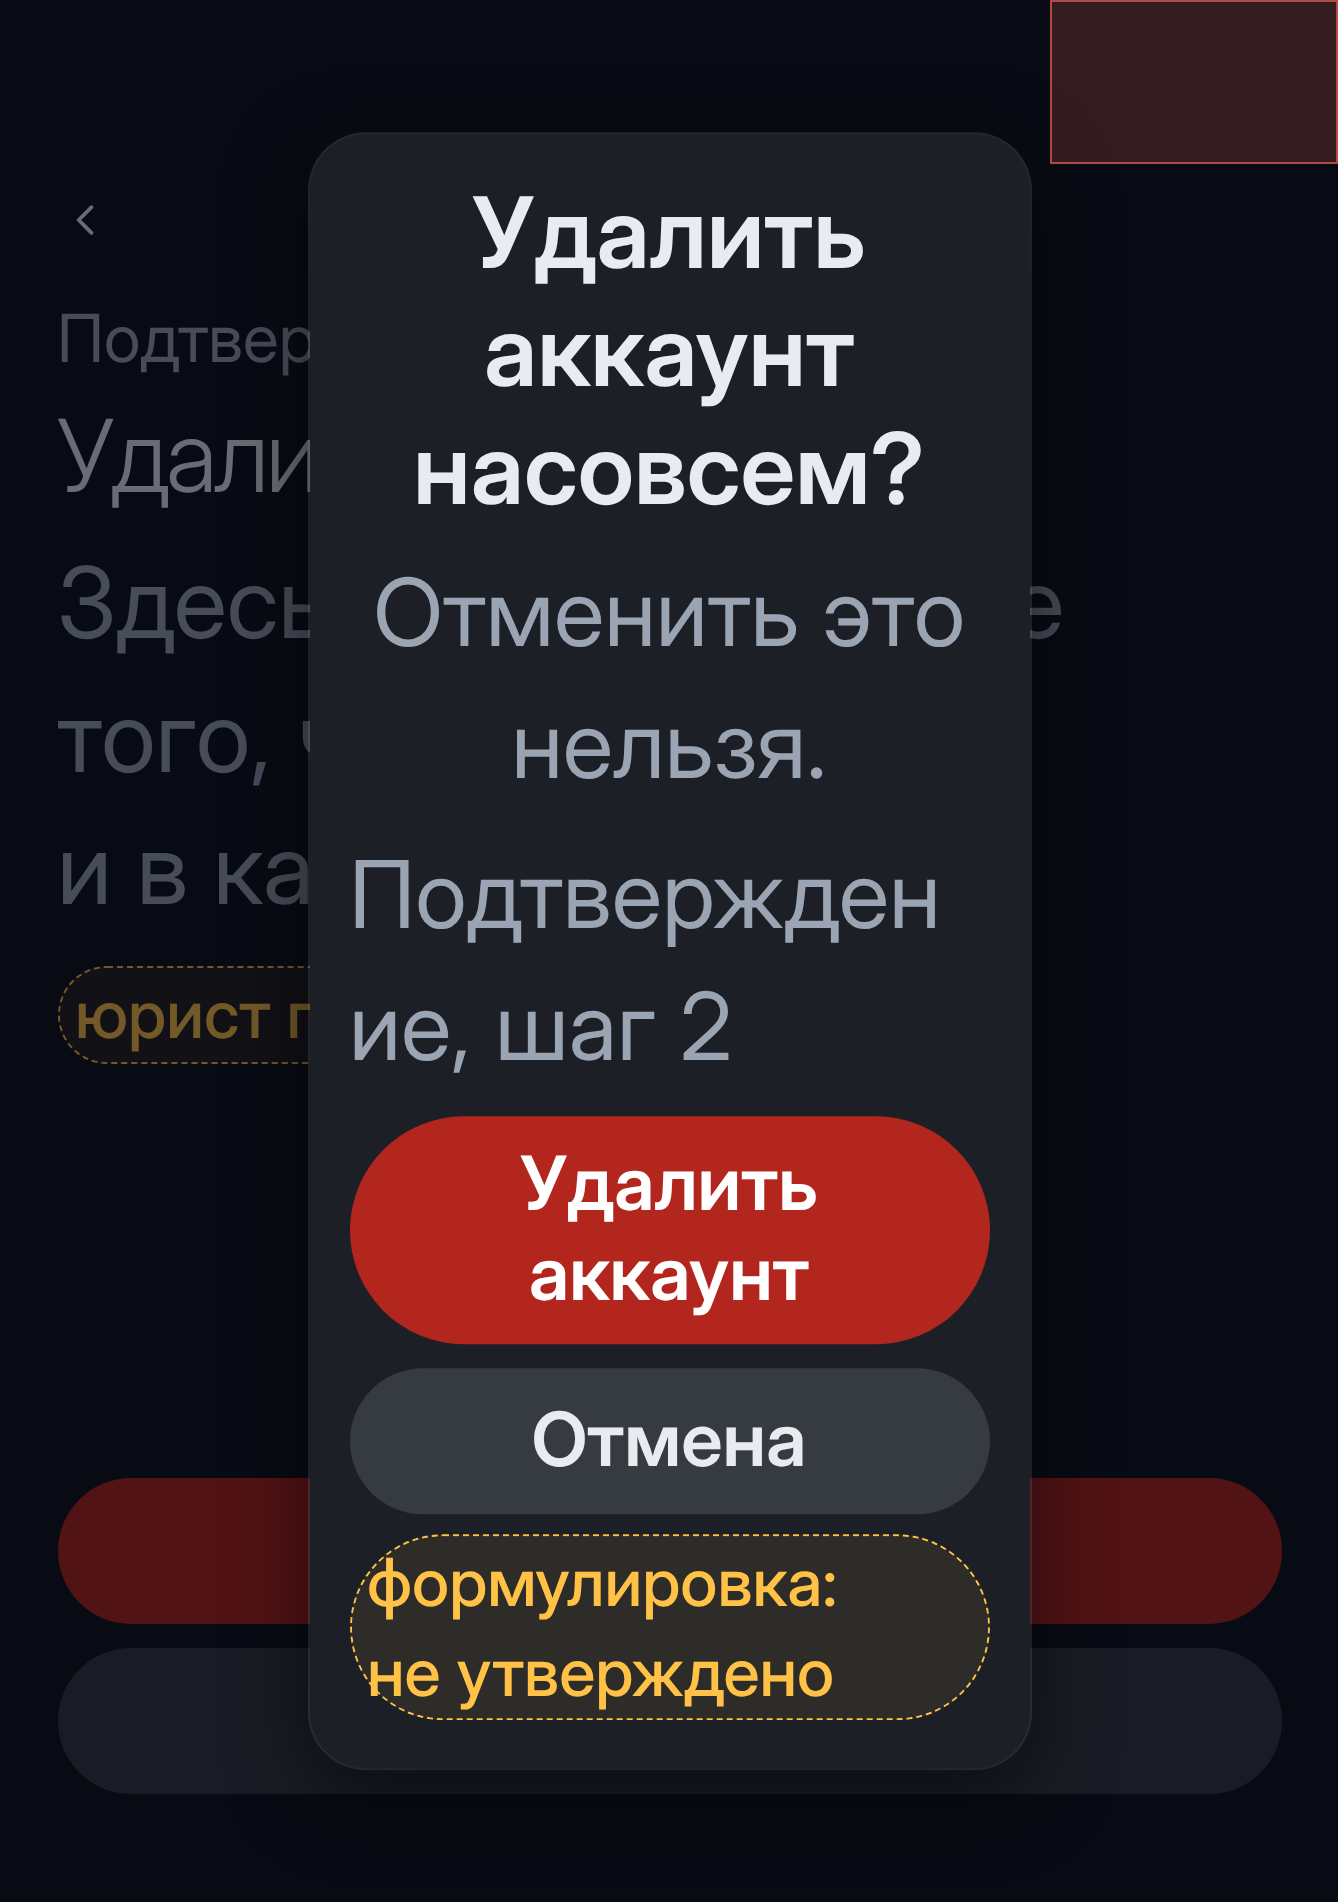 Удалить
аккаунт
насовсем?
Отменить это
нельзя.
Подтвержден
ие, шаг 2
Удалить
аккаунт
Отмена
формулировка:
не утверждено
Подтвер
Удали
Здесь е
того,
и в ка
юрист